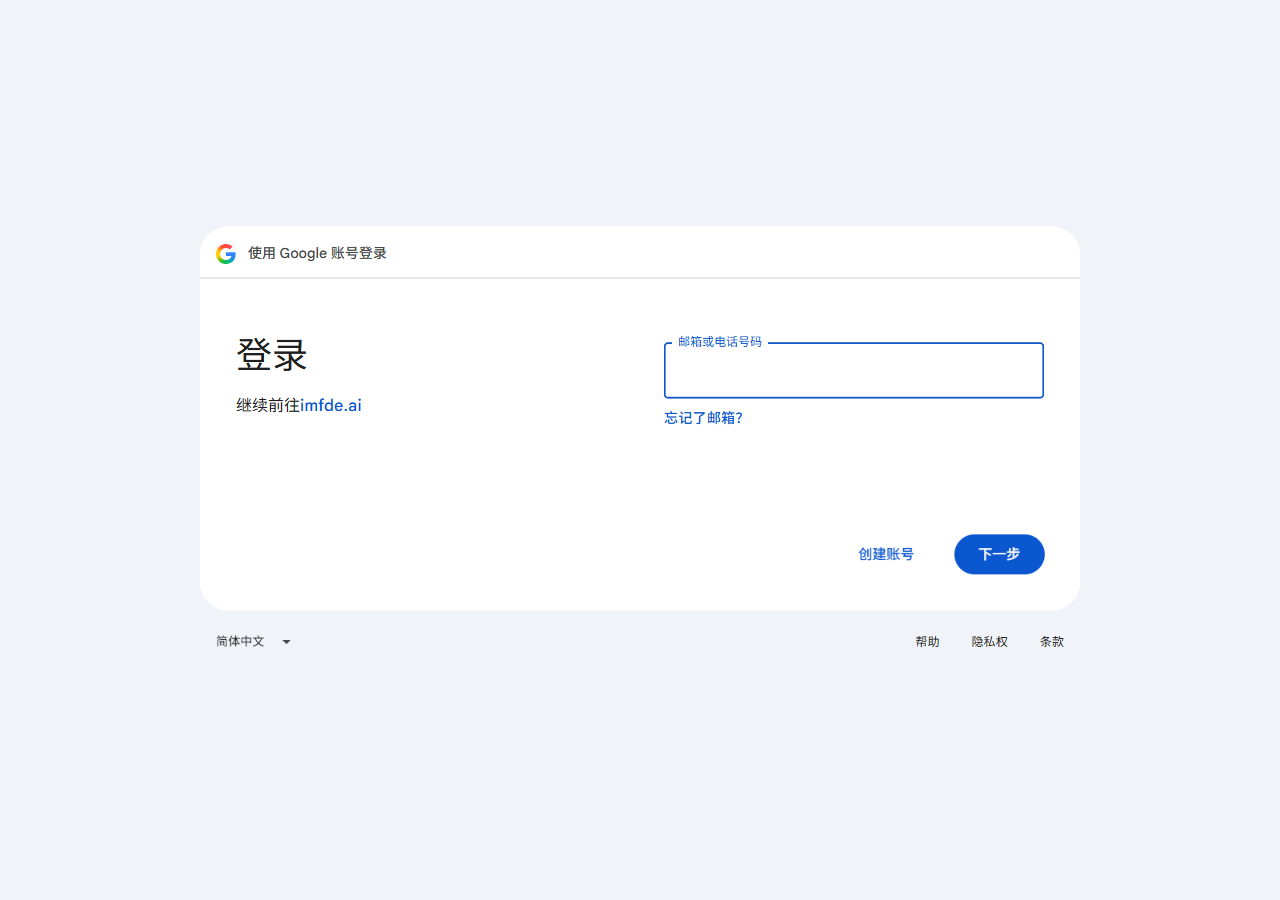 使用 Google 账号登录
登录
继续前往imfde.ai
邮箱或电话号码
忘记了邮箱?
创建账号
下一步
简体中文
帮助
隐私权
条款